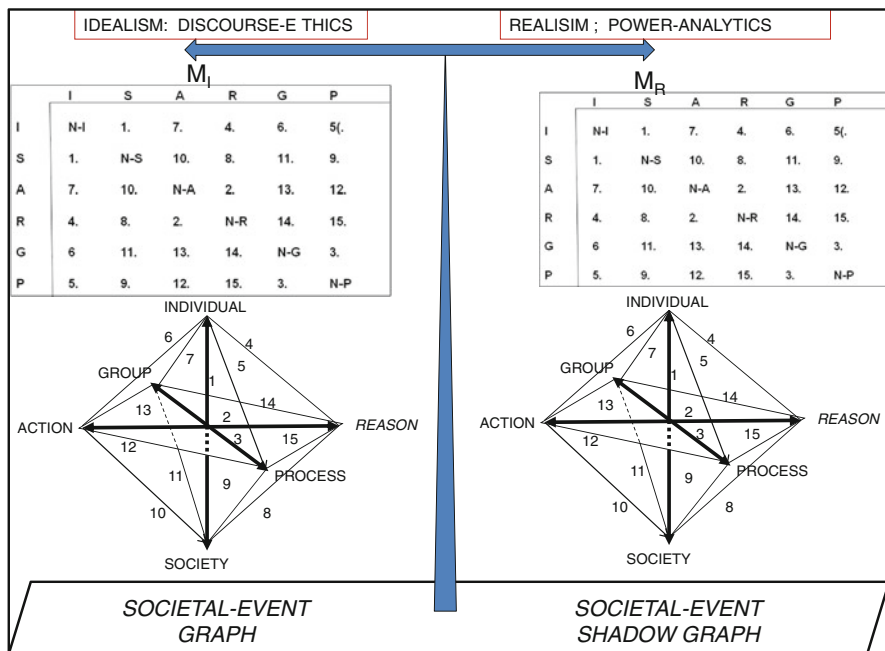 IDEALISM: DISCOURSE-E THICS
REALISIM ; POWER-ANALYTICS
M_I
I S A R G P
I N-I 1. 7. 4. 6. 5(.
S 1. N-S 10. 8. 11. 9.
A 7. 10. N-A 2. 13. 12.
R 4. 8. 2. N-R 14. 15.
G 6 11. 13. 14. N-G 3.
P 5. 9. 12. 15. 3. N-P
M_R
I S A R G P
I N-I 1. 7. 4. 6. 5(.
S 1. N-S 10. 8. 11. 9.
A 7. 10. N-A 2. 13. 12.
R 4. 8. 2. N-R 14. 15.
G 6 11. 13. 14. N-G 3.
P 5. 9. 12. 15. 3. N-P
INDIVIDUAL
6 4
7 5
GROUP
1
14
13 2
ACTION REASON
3 15
12
PROCESS
11 9
10 8
SOCIETY
INDIVIDUAL
6 4
7 5
GROUP
1
14
13 2
ACTION REASON
3 15
12
PROCESS
11 9
10 8
SOCIETY
SOCIETAL-EVENT
GRAPH
SOCIETAL-EVENT
SHADOW GRAPH